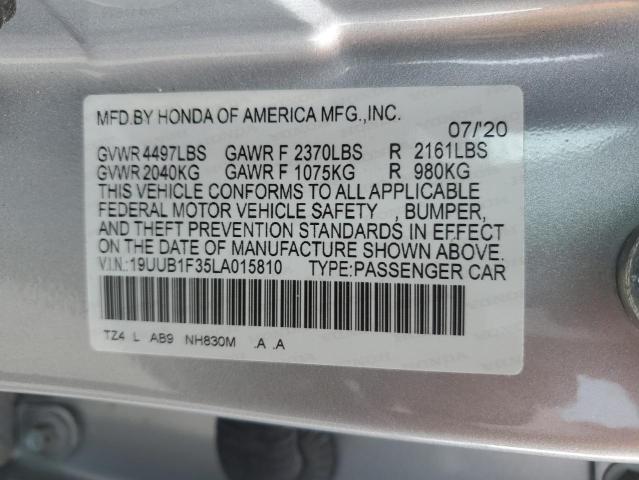 MFD.BY HONDA OF AMERICA MFG.,INC.
07/'20
GVWR 4497LBS GAWR F 2370LBS R 2161LBS
GVWR 2040KG GAWR F 1075KG R 980KG
THIS VEHICLE CONFORMS TO ALL APPLICABLE
FEDERAL MOTOR VEHICLE SAFETY , BUMPER,
AND THEFT PREVENTION STANDARDS IN EFFECT
ON THE DATE OF MANUFACTURE SHOWN ABOVE.
V.I.N.:19UUB1F35LA015810 TYPE:PASSENGER CAR
TZ4 L AB9 NH830M .A .A